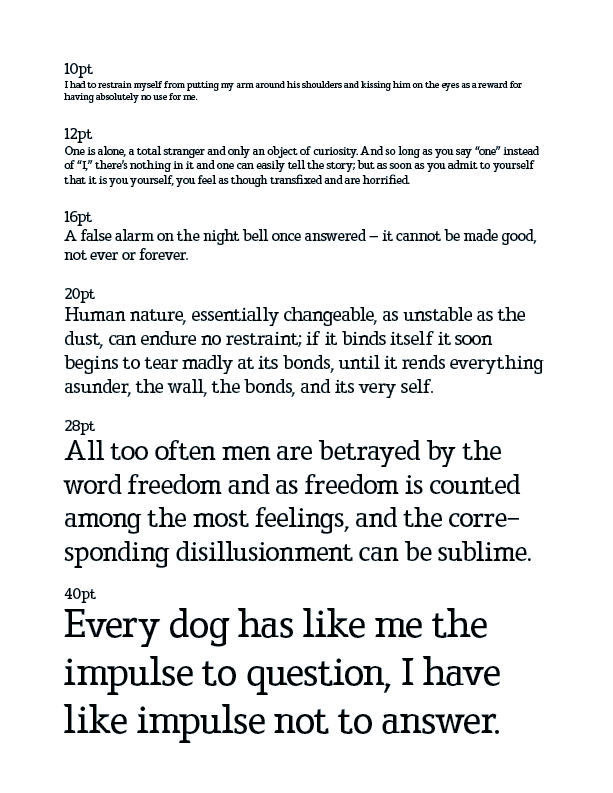 10pt
I had to restrain myself from putting my arm around his shoulders and kissing him on the eyes as a reward for
having absolutely no use for me.
12pt
One is alone, a total stranger and only an object of curiosity. And so long as you say “one” instead
of “I,” there’s nothing in it and one can easily tell the story; but as soon as you admit to yourself
that it is you yourself, you feel as though transfixed and are horrified.
16pt
A false alarm on the night bell once answered – it cannot be made good,
not ever or forever.
20pt
Human nature, essentially changeable, as unstable as the
dust, can endure no restraint; if it binds itself it soon
begins to tear madly at its bonds, until it rends everything
asunder, the wall, the bonds, and its very self.
28pt
All too often men are betrayed by the
word freedom and as freedom is counted
among the most feelings, and the corre–
sponding disillusionment can be sublime.
40pt
Every dog has like me the
impulse to question, I have
like impulse not to answer.